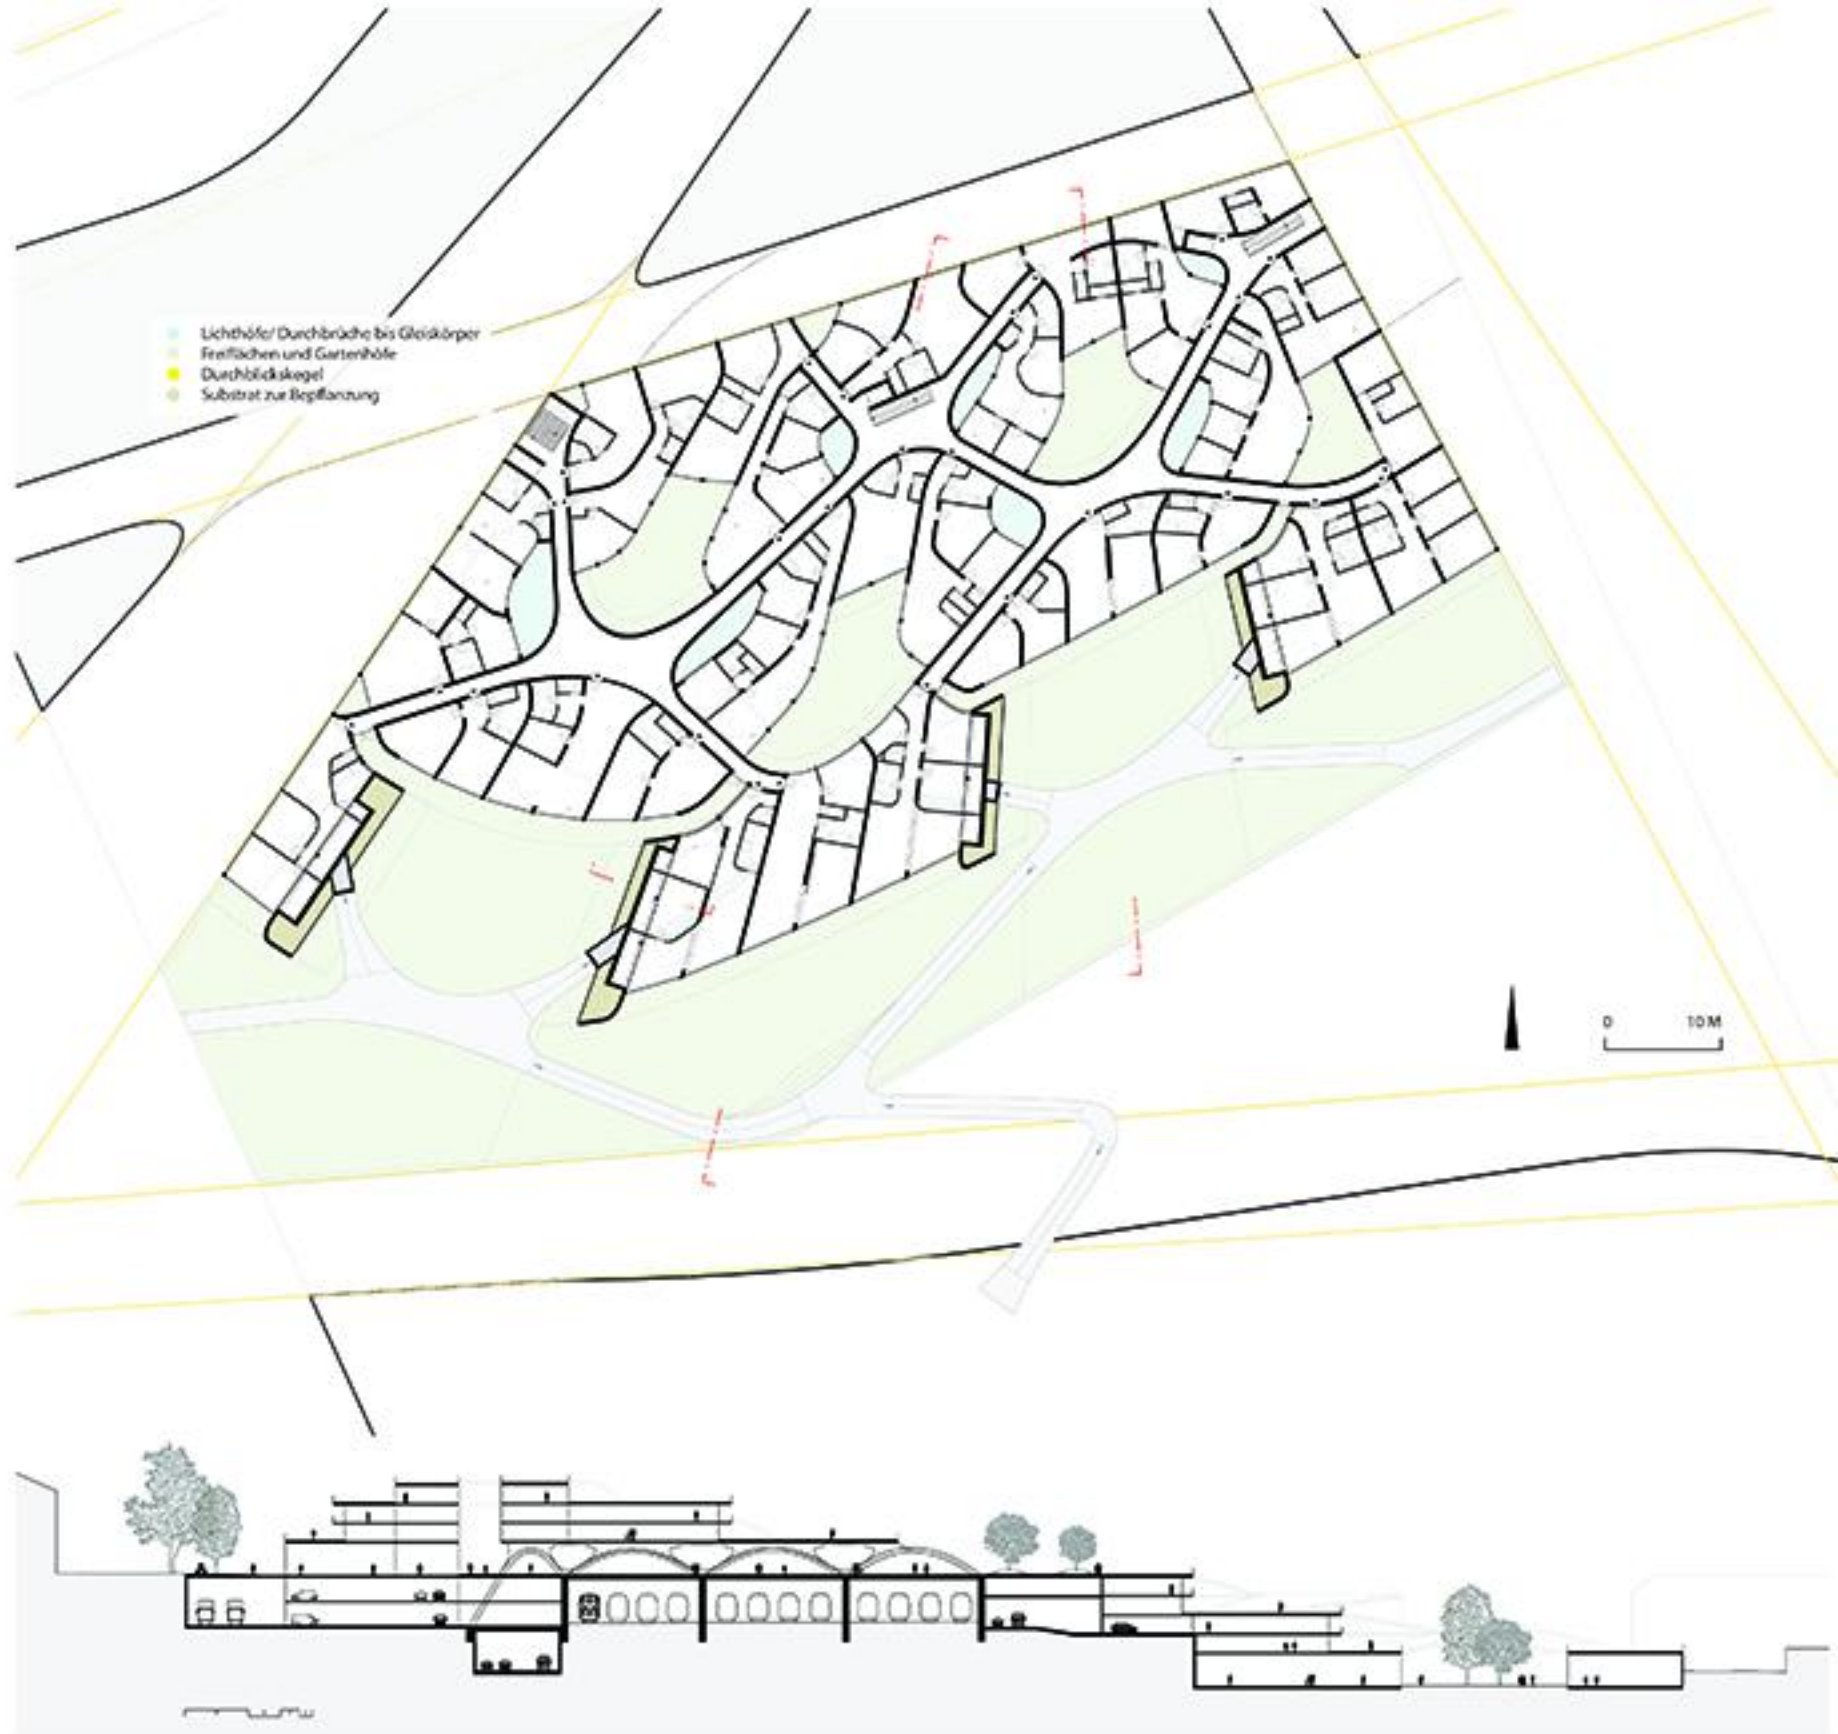 Lichthöfe/ Durchbrüche bis Gleiskörper
Freiflächen und Gartenhöfe
Durchblickskegel
Substrat zur Bepflanzung
0 10 M